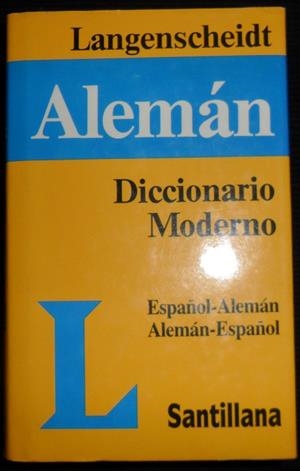 Langenscheidt
Alemán
Diccionario
Moderno
Español-Alemán
Alemán-Español
L
Santillana